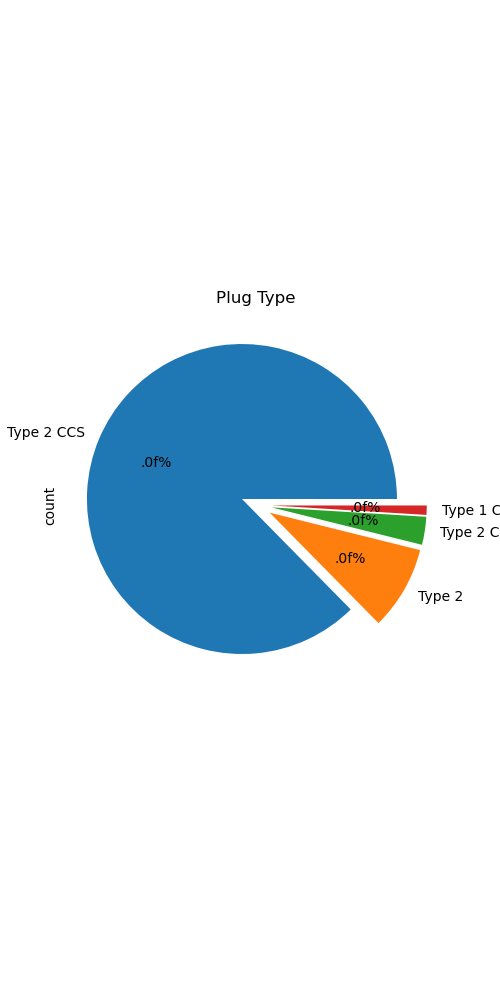 Plug Type
Type 2 CCS
.0f%
count
.0f%
Type 1 C
.0f%
Type 2 C
.0f%
Type 2